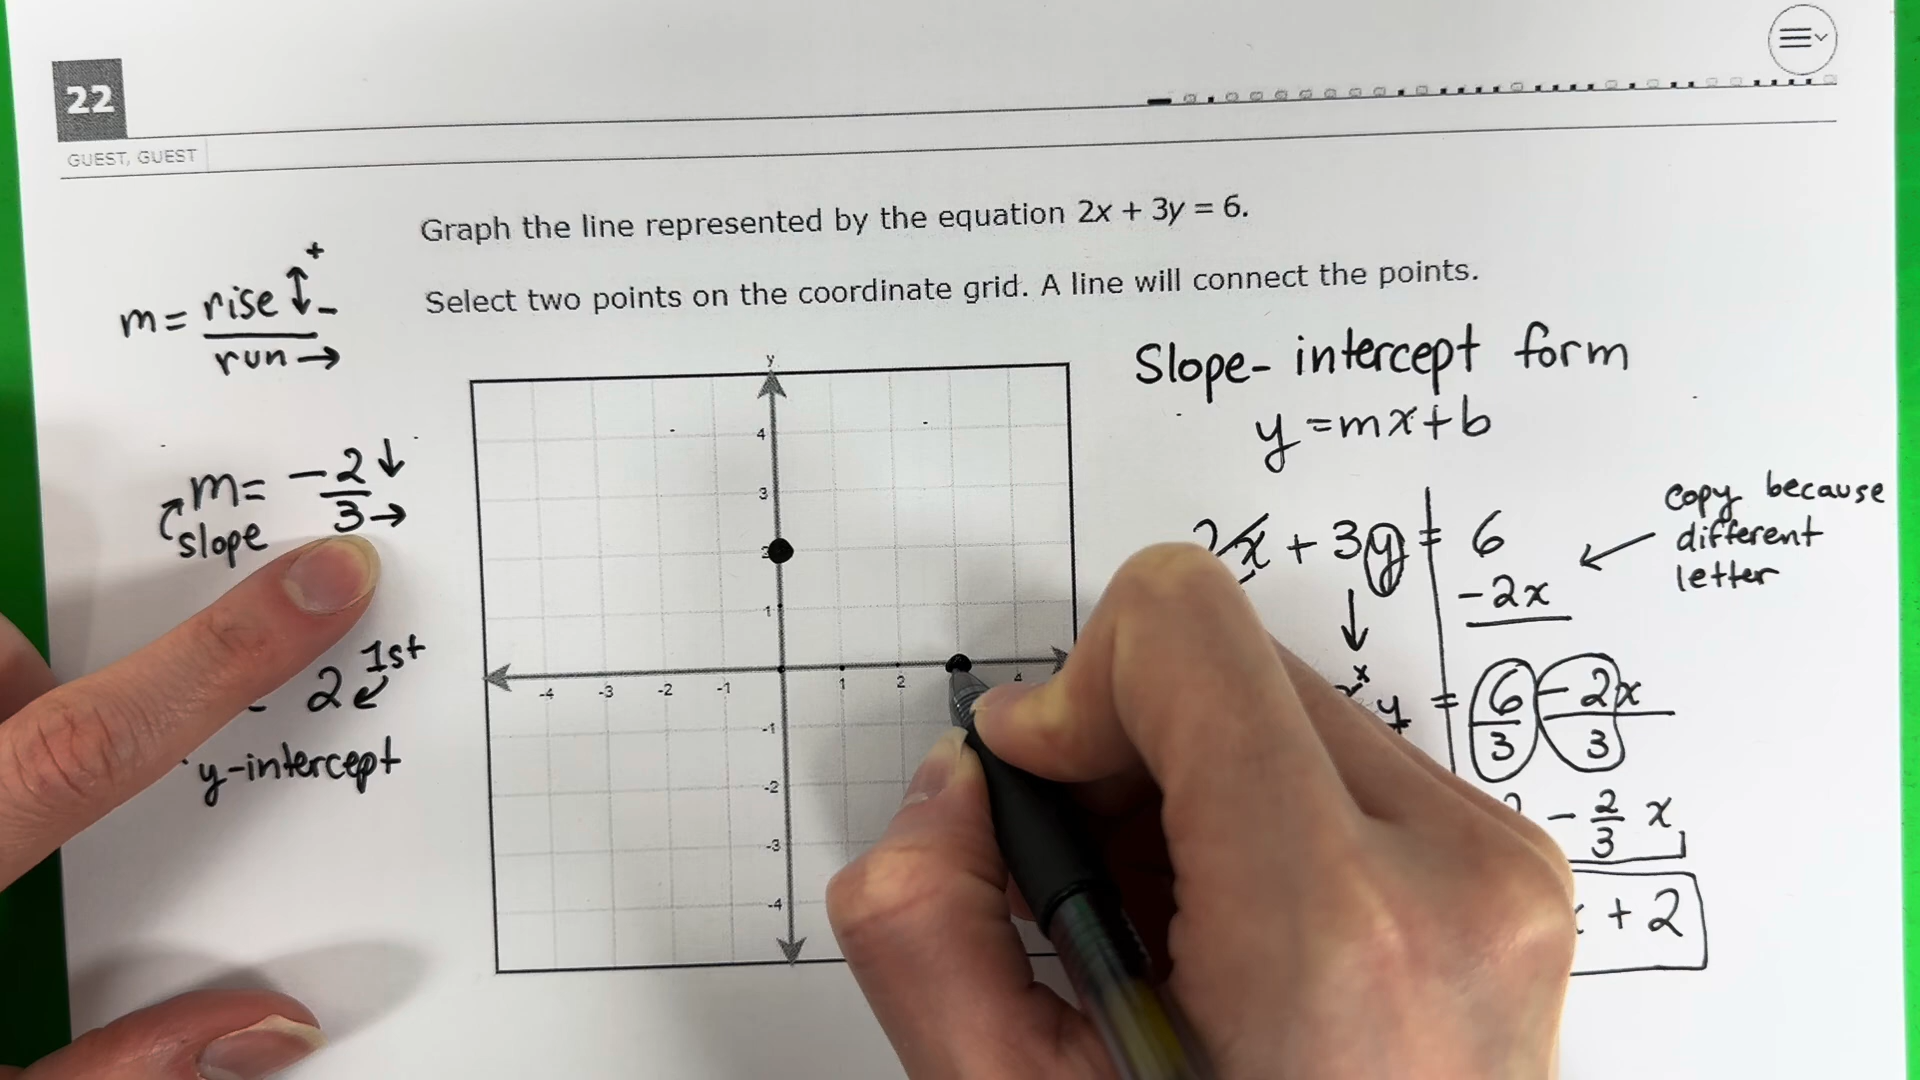 22
GUEST, GUEST
Graph the line represented by the equation 2x + 3y = 6.
Select two points on the coordinate grid. A line will connect the points.
m = rise + -
run
m = -2
3
slope
2 1st
y-intercept
y
4
3
1
-4 -3 -2 -1 1 2 4 x
-1
-2
-3
-4
Slope-intercept form
y = mx + b
2x + 3y = 6
-2x
copy because
different
letter
y = 6 - 2x
3 3
- 2 x
3
+ 2